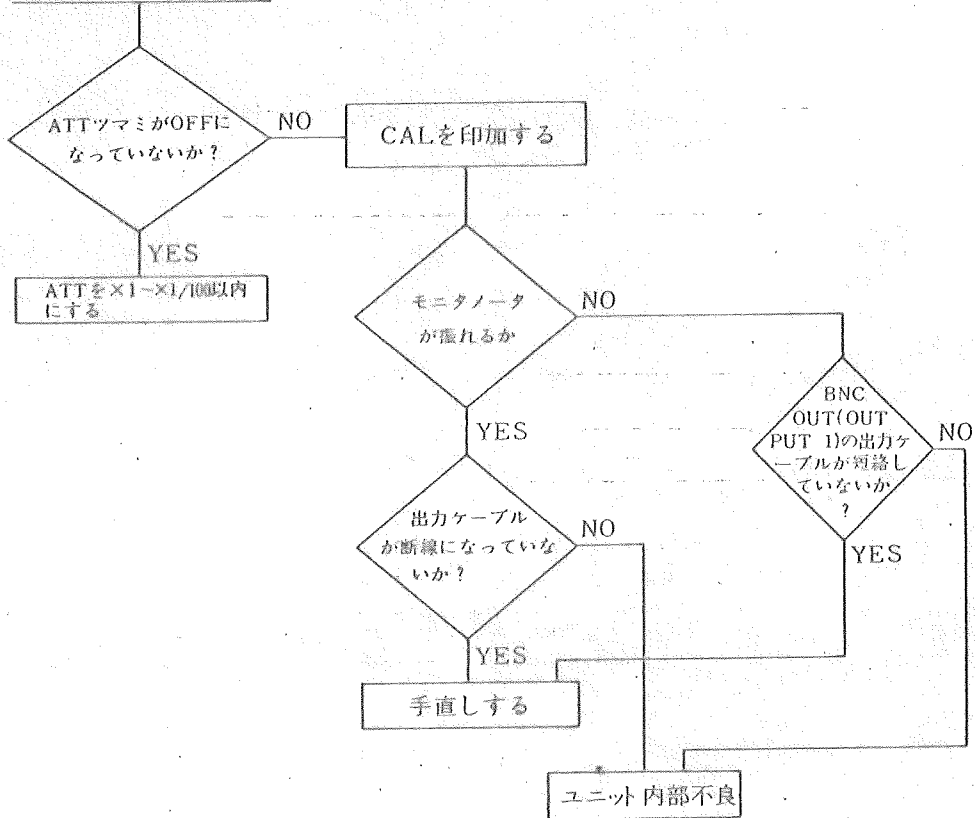 ATTツマミがOFFに
なっていないか?
NO
CALを印加する
YES
ATTを×1~×1/100以内
にする
モニタメータ
が振れるか
NO
YES
BNC
OUT(OUT
PUT 1)の出力ケ
ーブルが短絡し
ていないか
?
NO
YES
出力ケーブル
が断線になっていな
いか?
NO
YES
手直しする
ユニット内部不良